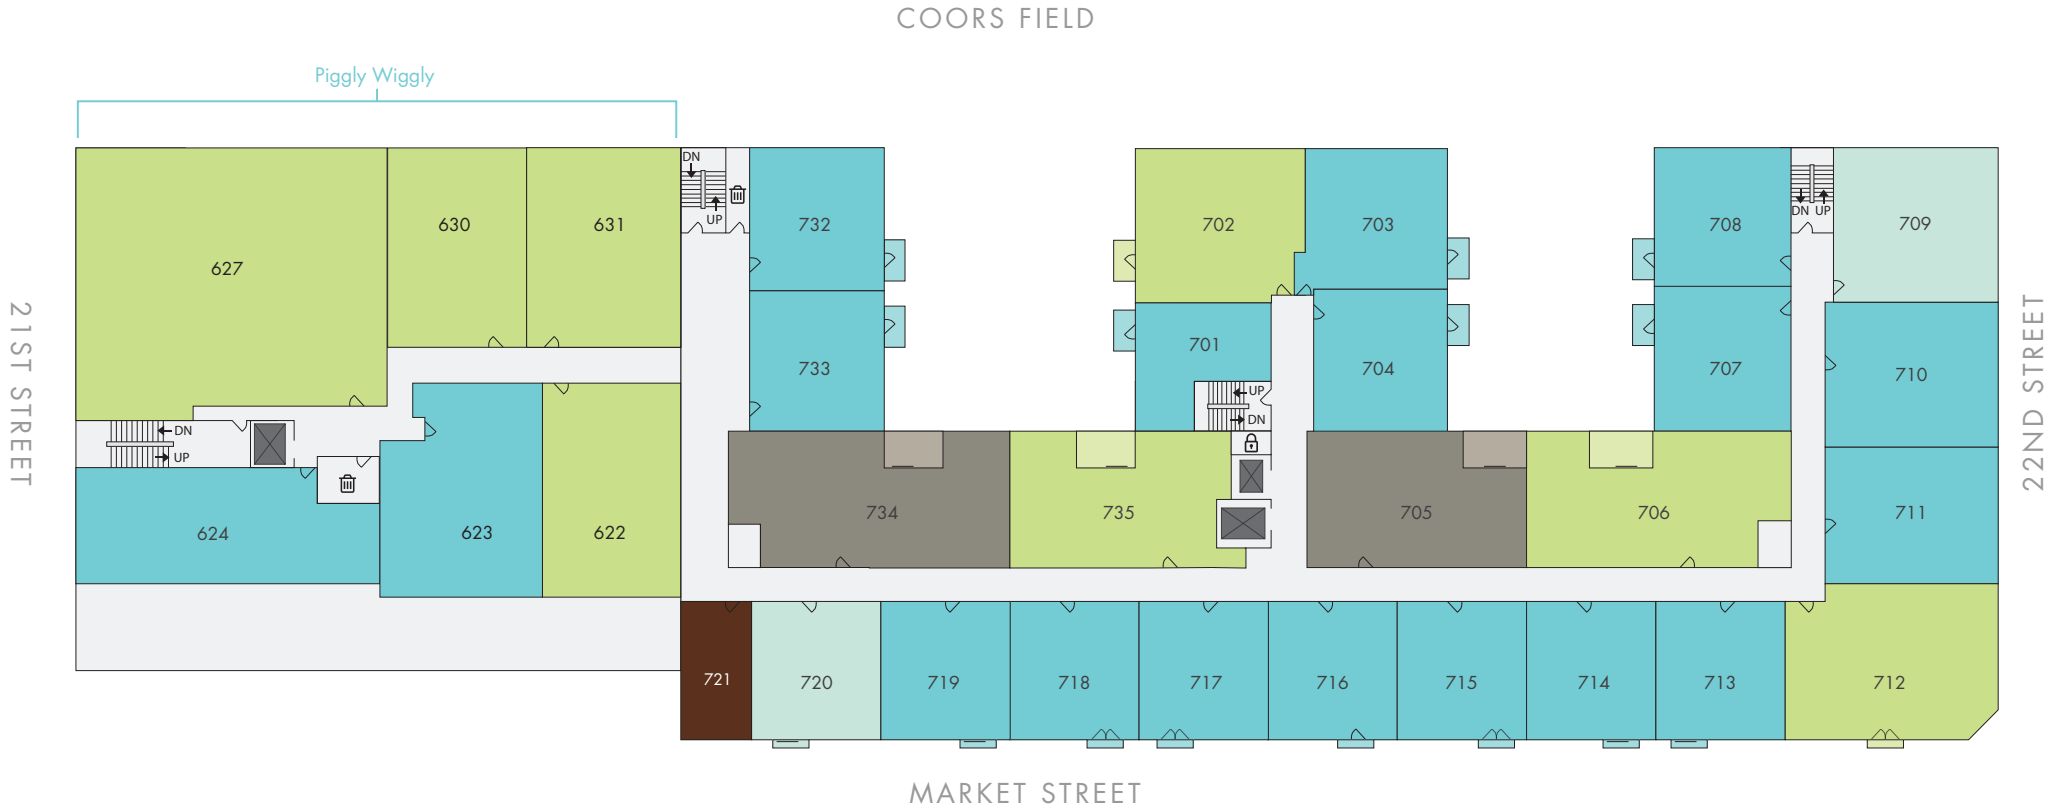 COORS FIELD
Piggly Wiggly
DN
UP
732
702
703
708
DN UP
709
630
631
627
21ST STREET
22ND STREET
733
701
704
707
710
UP
DN
DN
UP
624
623
622
734
735
705
706
711
721
720
719
718
717
716
715
714
713
712
MARKET STREET